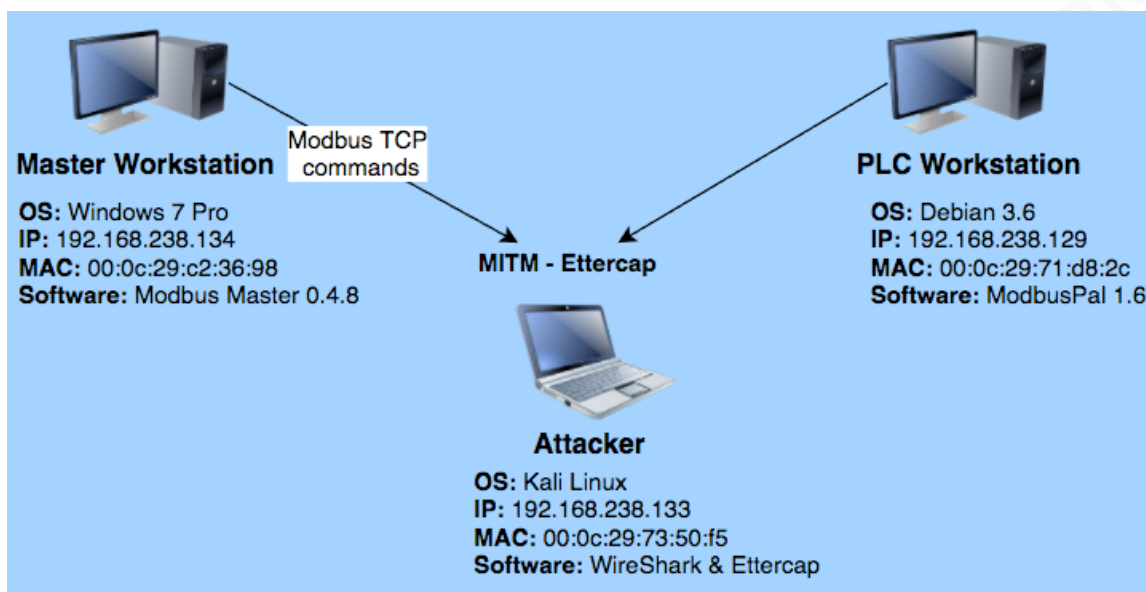 Modbus TCP
commands
Master Workstation
OS: Windows 7 Pro
IP: 192.168.238.134
MAC: 00:0c:29:c2:36:98
Software: Modbus Master 0.4.8
PLC Workstation
OS: Debian 3.6
IP: 192.168.238.129
MAC: 00:0c:29:71:d8:2c
Software: ModbusPal 1.6
MITM - Ettercap
Attacker
OS: Kali Linux
IP: 192.168.238.133
MAC: 00:0c:29:73:50:f5
Software: WireShark & Ettercap